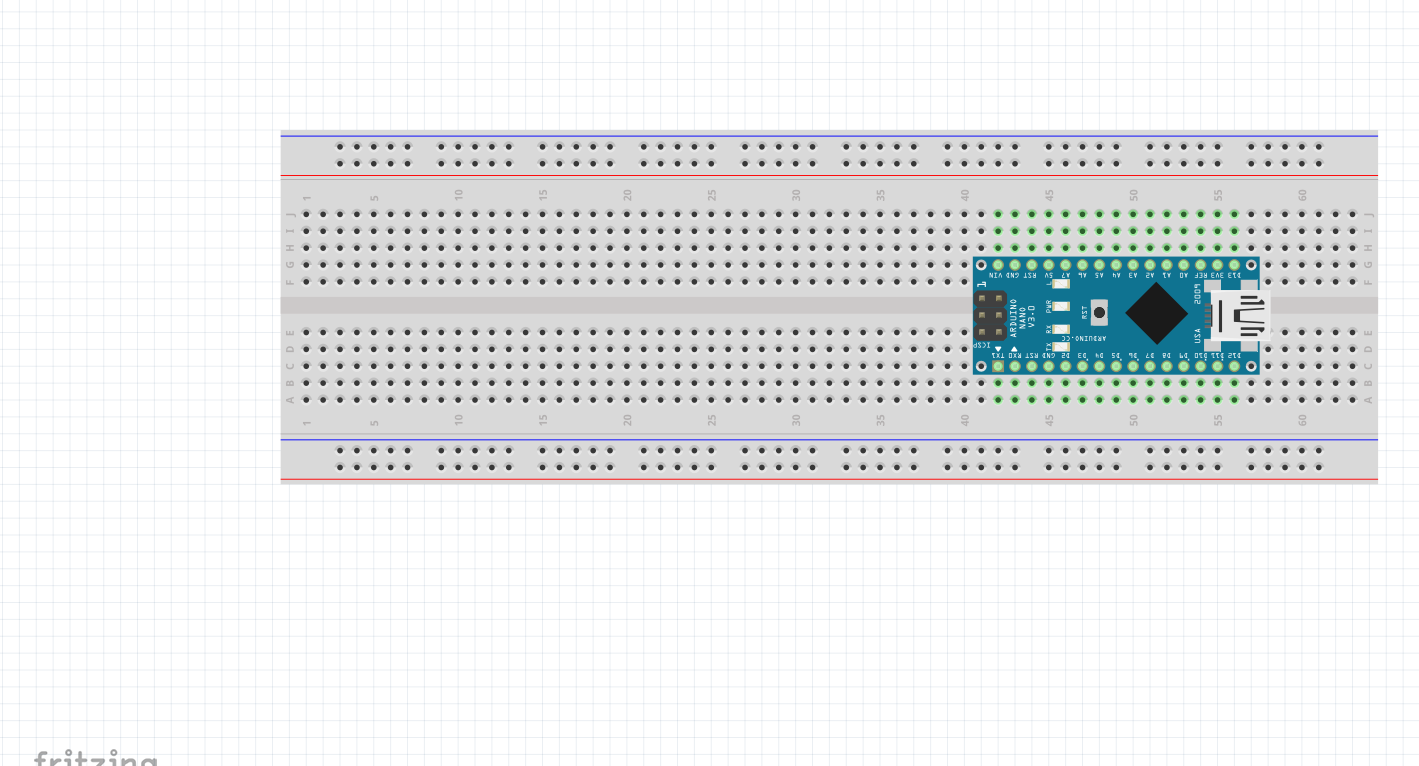 1 5 10 15 20 25 30 35 40 45 50 55 60
J J
I I
H H
G G
F F
VIN GND RST 5V A7 A6 A5 A4 A3 A2 A1 A0 REF 3V3 D13
1 L
2009
PWR
ARDUINO
NANO
V3.0
RST
RX
ARDUINO.CC
USA
ICSP
TX
TX1 RX0 RST GND D2 D3 D4 D5 D6 D7 D8 D9 D10 D11 D12
E E
D D
C C
B B
A A
1 5 10 15 20 25 30 35 40 45 50 55 60
fritzing